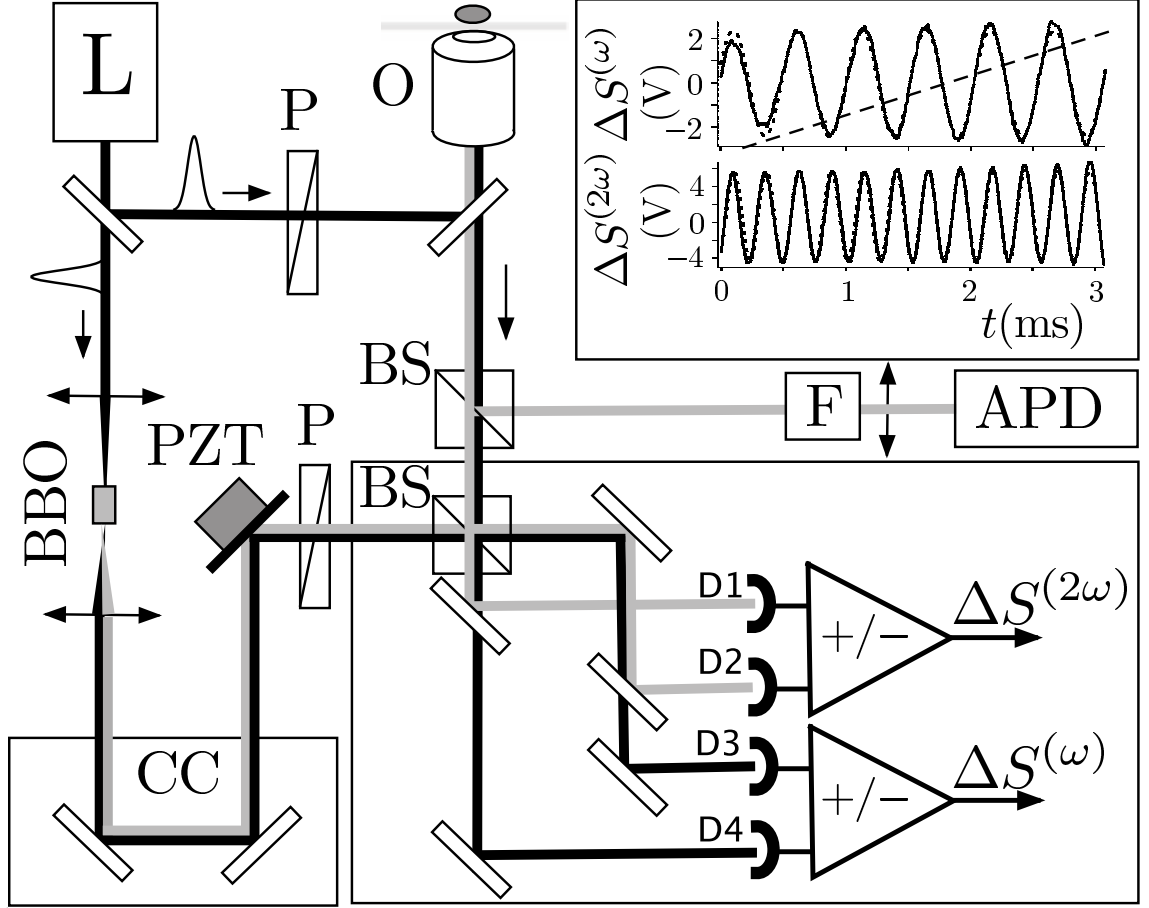 L
P
O
ΔS^(ω)
(V)
2
0
−2
ΔS^(2ω)
(V)
4
0
−4
0 1 2 3
t(ms)
BS
F
APD
BBO
PZT
P
BS
D1
ΔS^(2ω)
+/−
D2
CC
D3
ΔS^(ω)
+/−
D4